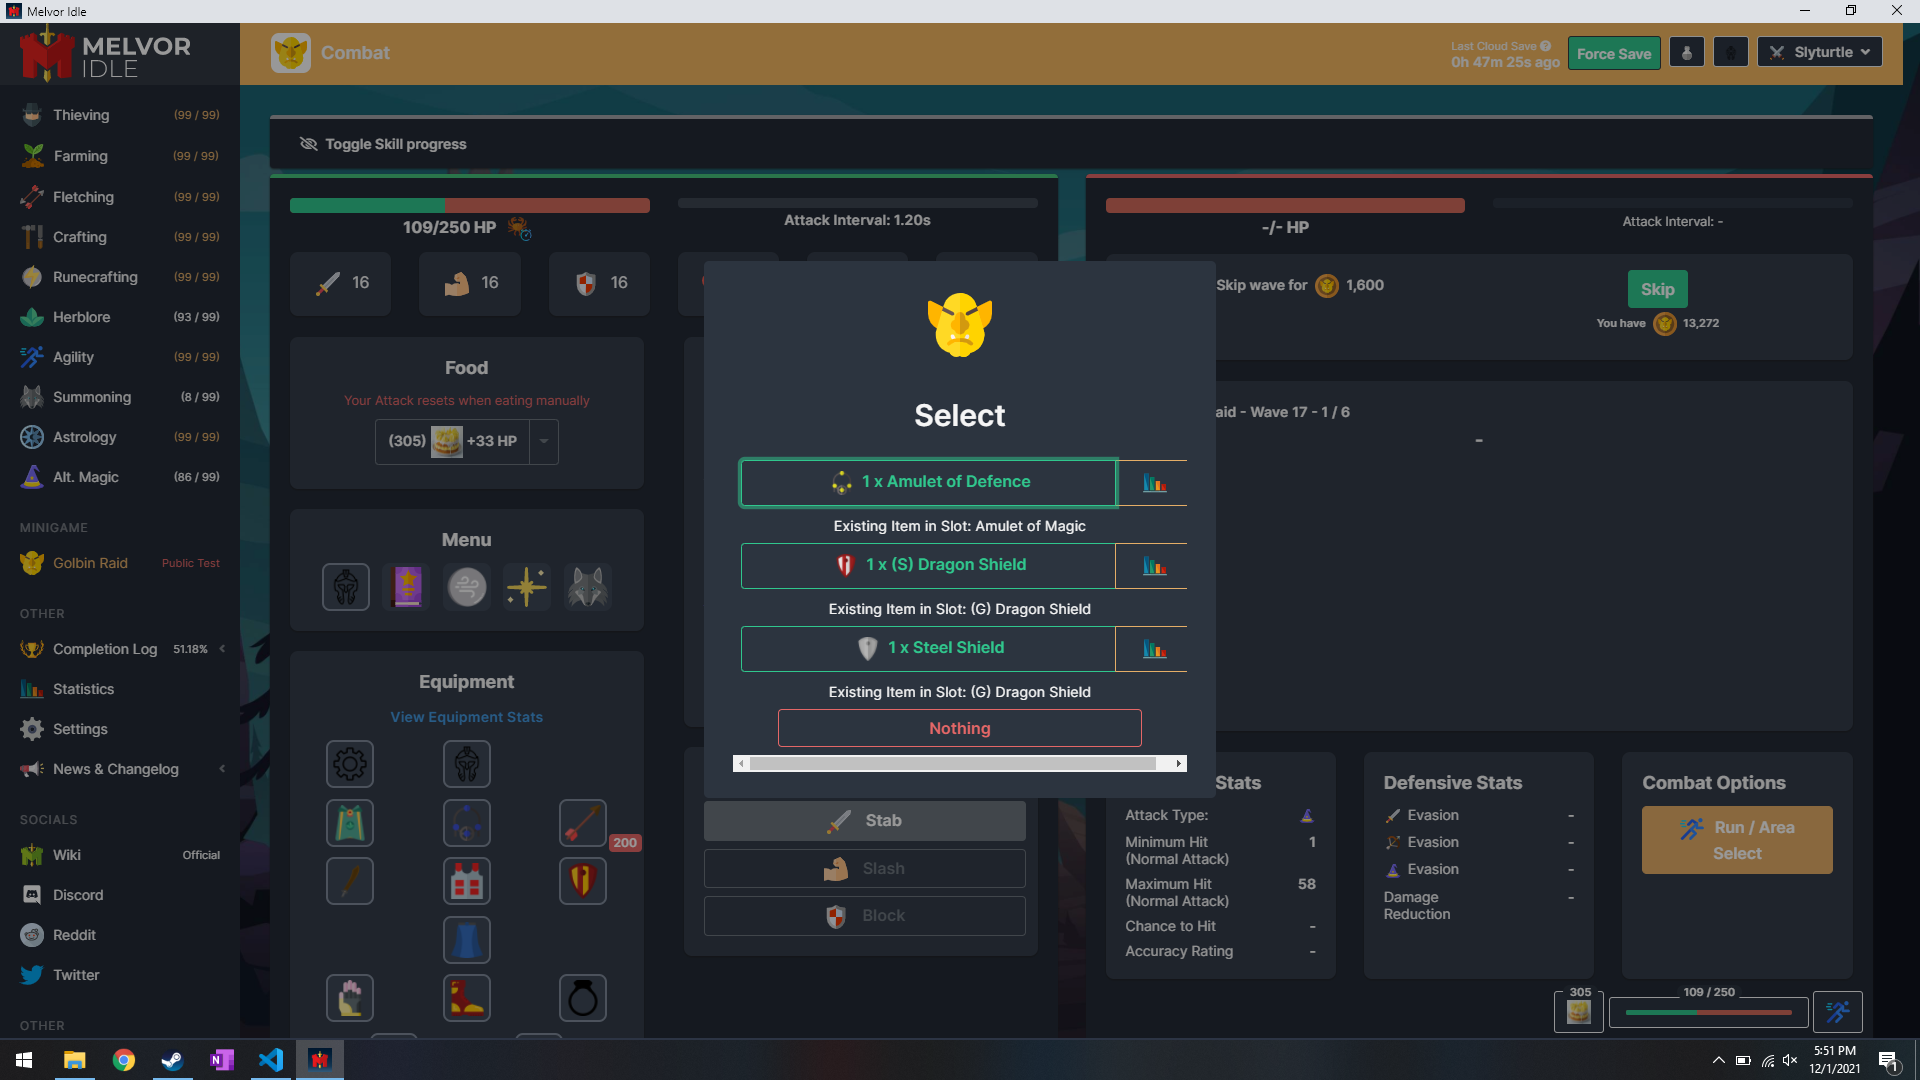 Melvor Idle
MELVOR
IDLE
Combat
Last Cloud Save
0h 47m 25s ago
Force Save
Slyturtle
Thieving (99 / 99)
Farming (99 / 99)
Fletching (99 / 99)
Crafting (99 / 99)
Runecrafting (99 / 99)
Herblore (93 / 99)
Agility (99 / 99)
Summoning (8 / 99)
Astrology (99 / 99)
Alt. Magic (86 / 99)
MINIGAME
Golbin Raid Public Test
OTHER
Completion Log 51.18%
Statistics
Settings
News & Changelog
SOCIALS
Wiki Official
Discord
Reddit
Twitter
OTHER
Toggle Skill progress
109/250 HP
Attack Interval: 1.20s
16
16
16
Food
Your Attack resets when eating manually
(305) +33 HP
Menu
Equipment
View Equipment Stats
200
Select
1 x Amulet of Defence
Existing Item in Slot: Amulet of Magic
1 x (S) Dragon Shield
Existing Item in Slot: (G) Dragon Shield
1 x Steel Shield
Existing Item in Slot: (G) Dragon Shield
Nothing
Stab
Slash
Block
-/- HP
Attack Interval: -
Skip wave for 1,600
Skip
You have 13,272
aid - Wave 17 - 1 / 6
-
Stats
Attack Type:
Minimum Hit
(Normal Attack) 1
Maximum Hit
(Normal Attack) 58
Chance to Hit -
Accuracy Rating -
Defensive Stats
Evasion -
Evasion -
Evasion -
Damage
Reduction -
Combat Options
Run / Area
Select
305
109 / 250
5:51 PM
12/1/2021
1